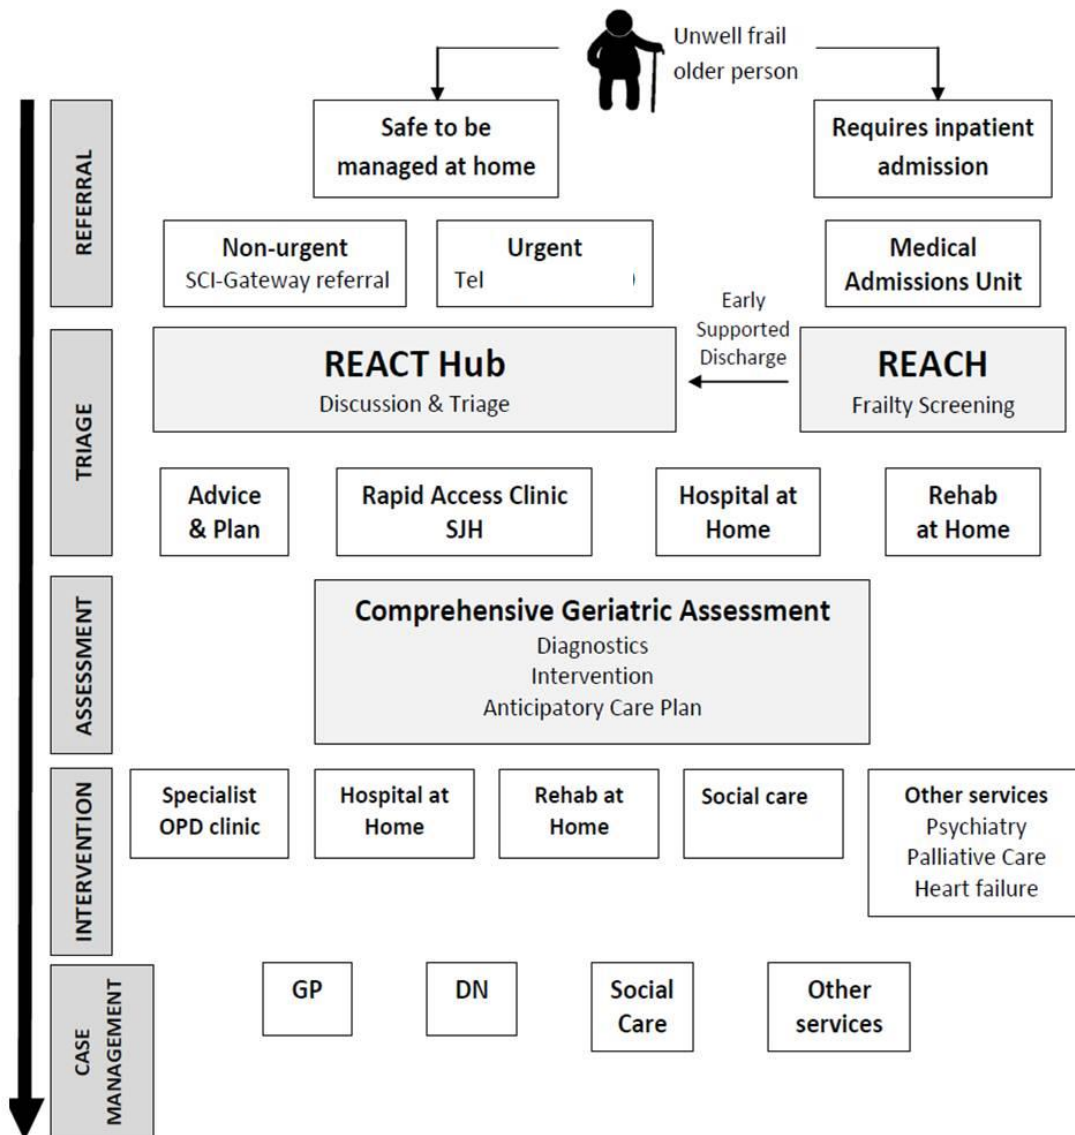 Unwell frail
older person
REFERRAL
Safe to be
managed at home
Requires inpatient
admission
Non-urgent
SCI-Gateway referral
Urgent
Tel
Medical
Admissions Unit
TRIAGE
REACT Hub
Discussion & Triage
Early
Supported
Discharge
REACH
Frailty Screening
Advice
& Plan
Rapid Access Clinic
SJH
Hospital at
Home
Rehab
at Home
ASSESSMENT
Comprehensive Geriatric Assessment
Diagnostics
Intervention
Anticipatory Care Plan
INTERVENTION
Specialist
OPD clinic
Hospital at
Home
Rehab at
Home
Social care
Other services
Psychiatry
Palliative Care
Heart failure
CASE
MANAGEMENT
GP
DN
Social
Care
Other
services